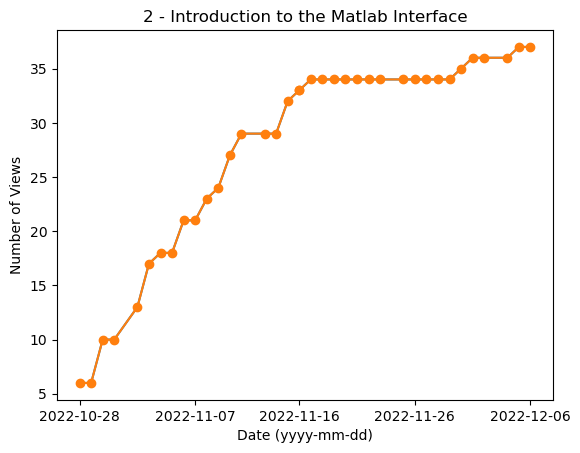 2 - Introduction to the Matlab Interface
Number of Views
35
30
25
20
15
10
5
2022-10-28 2022-11-07 2022-11-16 2022-11-26 2022-12-06
Date (yyyy-mm-dd)